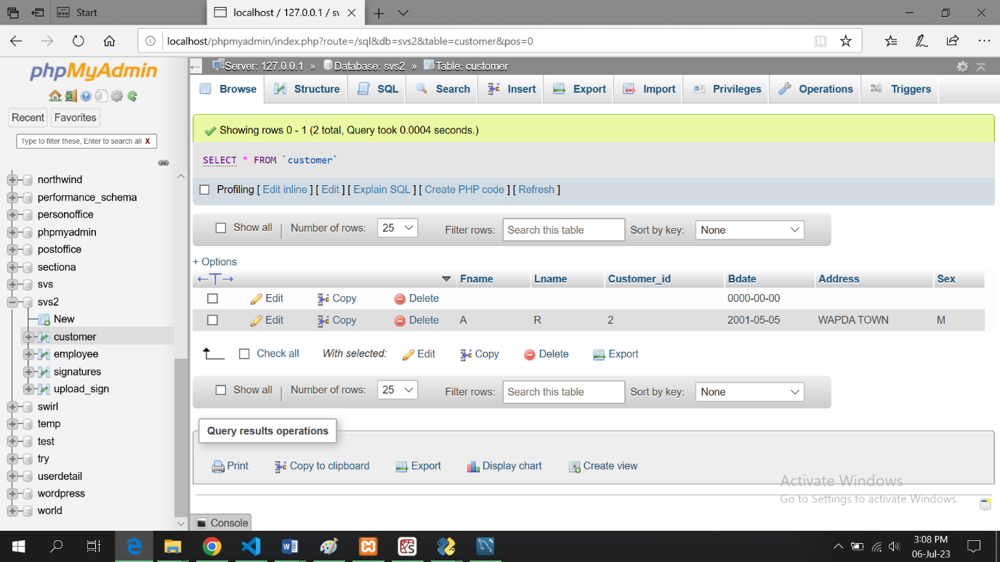 Start
localhost / 127.0.0.1 / sv
localhost/phpmyadmin/index.php?route=/sql&db=svs2&table=customer&pos=0
phpMyAdmin
Recent Favorites
Type to filter these, Enter to search all X
northwind
performance_schema
personoffice
phpmyadmin
postoffice
sectiona
svs
svs2
New
customer
employee
signatures
upload_sign
swirl
temp
test
try
userdetail
wordpress
world
Server: 127.0.0.1 » Database: svs2 » Table: customer
Browse Structure SQL Search Insert Export Import Privileges Operations Triggers
Showing rows 0 - 1 (2 total, Query took 0.0004 seconds.)
SELECT * FROM `customer`
Profiling [ Edit inline ] [ Edit ] [ Explain SQL ] [ Create PHP code ] [ Refresh ]
Show all | Number of rows: 25 Filter rows: Search this table Sort by key: None
+ Options
←T→ Fname Lname Customer_id Bdate Address Sex
Edit Copy Delete 0000-00-00
Edit Copy Delete A R 2 2001-05-05 WAPDA TOWN M
Check all With selected: Edit Copy Delete Export
Show all | Number of rows: 25 Filter rows: Search this table Sort by key: None
Query results operations
Print Copy to clipboard Export Display chart Create view
Activate Windows
Go to Settings to activate Windows.
Console
3:08 PM
06-Jul-23